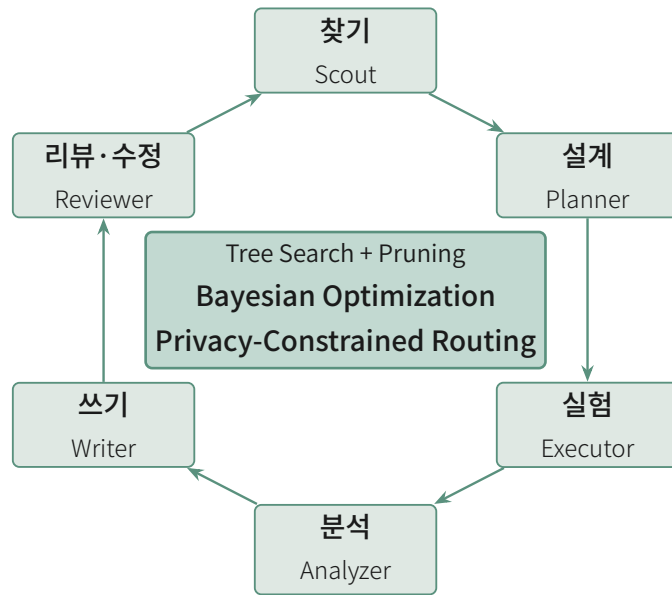 찾기
Scout
리뷰·수정
Reviewer
설계
Planner
Tree Search + Pruning
Bayesian Optimization
Privacy-Constrained Routing
쓰기
Writer
실험
Executor
분석
Analyzer